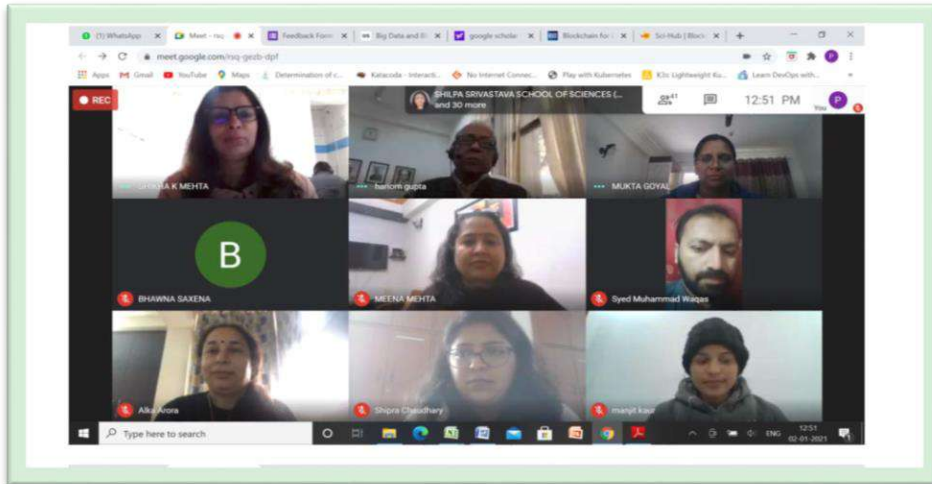 (1) WhatsApp
Meet - rsq
Feedback Form
Big Data and Bl
google schola
Blockchain for
Sci-Hub | Block
meet.google.com/rsq-gezb-dpf
Apps
Gmail
YouTube
Maps
Determination of c...
Katacoda - Interacti...
No Internet Connec...
Play with Kubernetes
K3s: Lightweight Ku...
Learn DevOps with...
REC
SHILPA SRIVASTAVA SCHOOL OF SCIENCES (...
and 30 more
41
12:51 PM
You
P
K MEHTA
hariom gupta
MUKTA GOYAL
B
BHAWNA SAXENA
MEENA MEHTA
Syed Muhammad Waqas
Alka Arora
Shipra Chaudhary
manjit kaur
Type here to search
ENG
12:51
02-01-2021